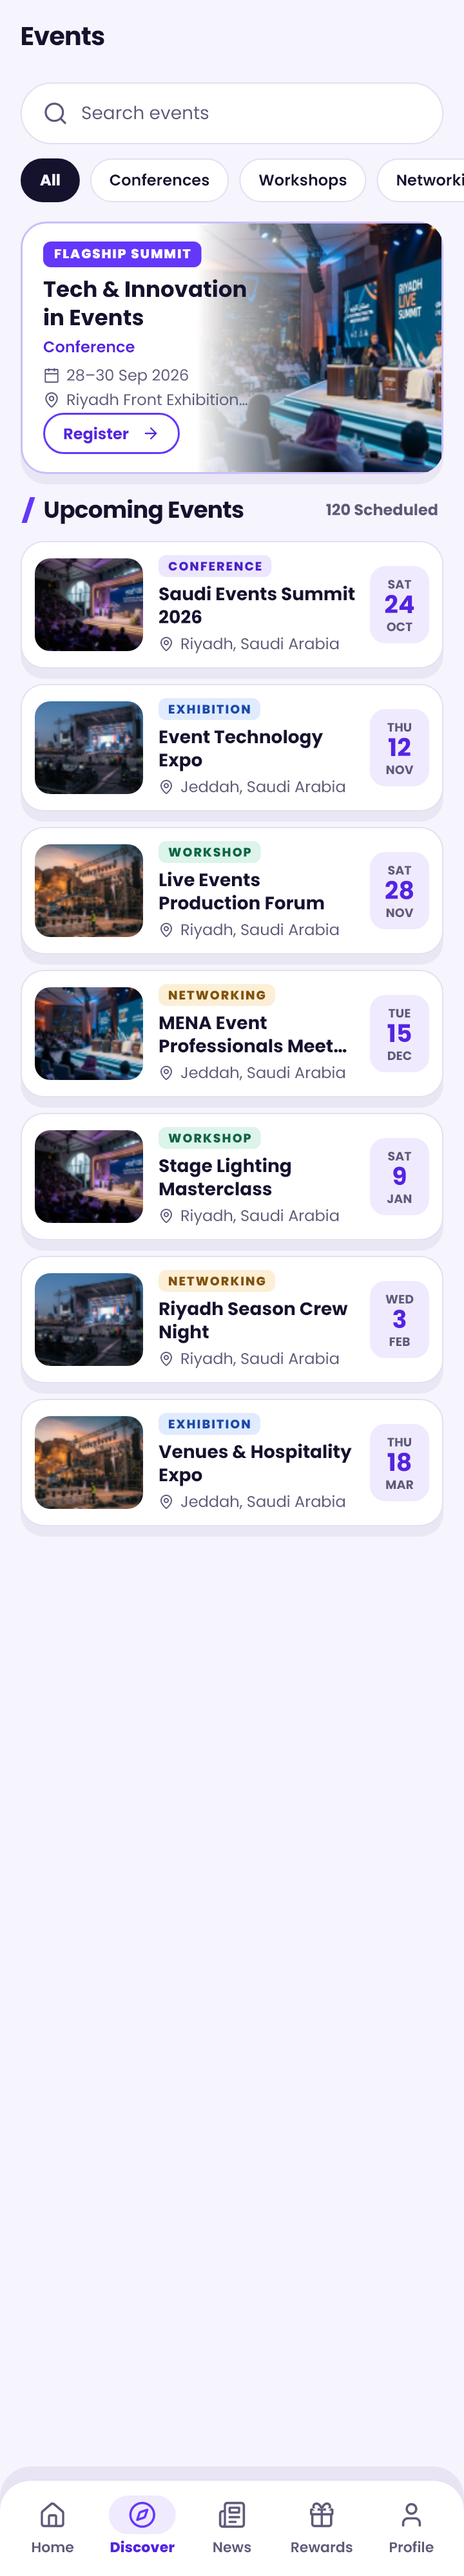 Events
Search events
All
Conferences
Workshops
Networki
FLAGSHIP SUMMIT
Tech & Innovation
in Events
Conference
28–30 Sep 2026
Riyadh Front Exhibition...
Register
RIYADH
LIVE
SUMMIT
Upcoming Events
120 Scheduled
CONFERENCE
Saudi Events Summit
2026
Riyadh, Saudi Arabia
SAT
24
OCT
EXHIBITION
Event Technology
Expo
Jeddah, Saudi Arabia
THU
12
NOV
WORKSHOP
Live Events
Production Forum
Riyadh, Saudi Arabia
SAT
28
NOV
NETWORKING
MENA Event
Professionals Meet...
Jeddah, Saudi Arabia
TUE
15
DEC
WORKSHOP
Stage Lighting
Masterclass
Riyadh, Saudi Arabia
SAT
9
JAN
NETWORKING
Riyadh Season Crew
Night
Riyadh, Saudi Arabia
WED
3
FEB
EXHIBITION
Venues & Hospitality
Expo
Jeddah, Saudi Arabia
THU
18
MAR
Home
Discover
News
Rewards
Profile